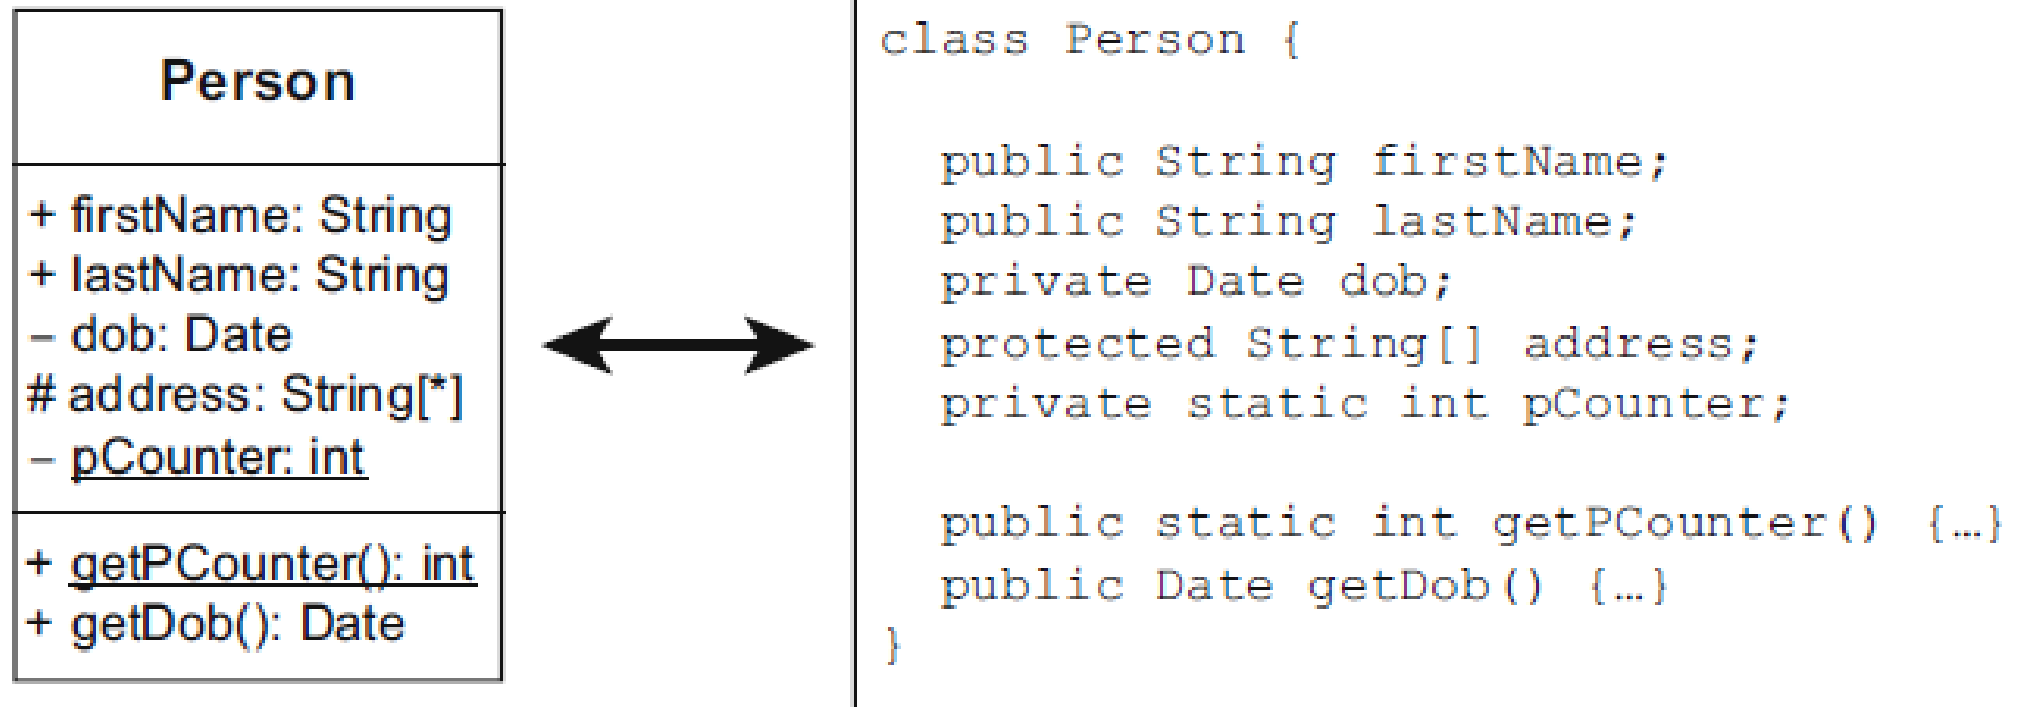 Person
+ firstName: String
+ lastName: String
– dob: Date
# address: String[*]
– pCounter: int
+ getPCounter(): int
+ getDob(): Date
class Person {
public String firstName;
public String lastName;
private Date dob;
protected String[] address;
private static int pCounter;
public static int getPCounter() {…}
public Date getDob() {…}
}